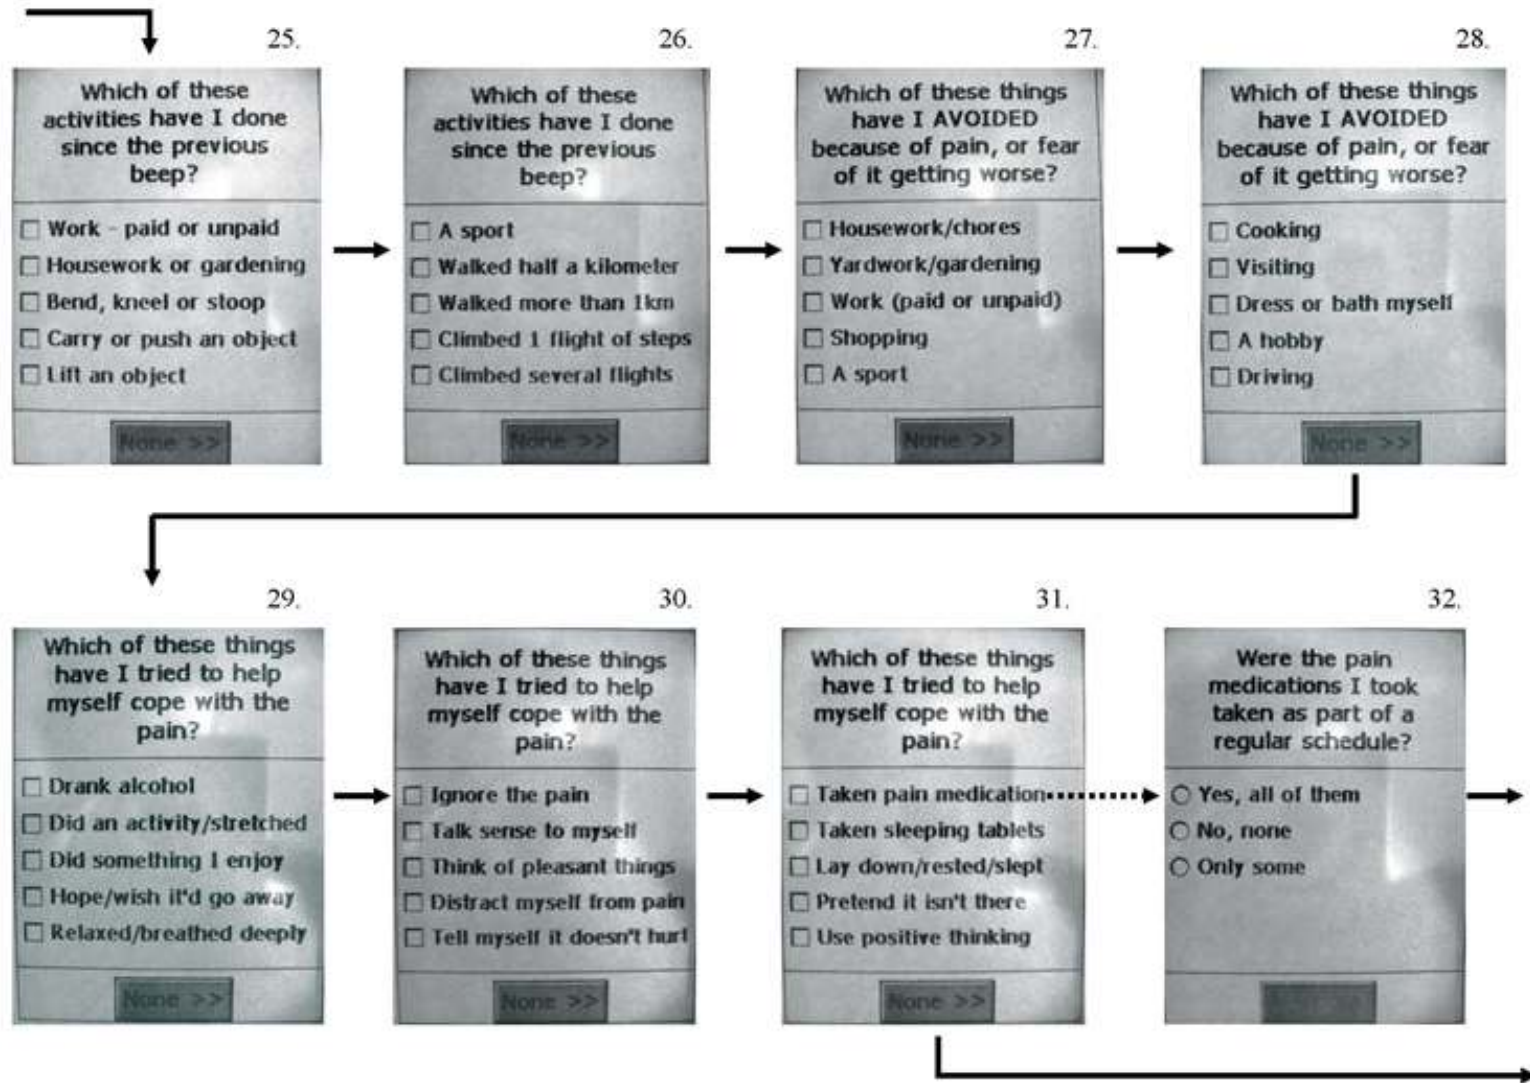 25.
Which of these
activities have I done
since the previous
beep?
Work - paid or unpaid
Housework or gardening
Bend, kneel or stoop
Carry or push an object
Lift an object
None >>
26.
Which of these
activities have I done
since the previous
beep?
A sport
Walked half a kilometer
Walked more than 1km
Climbed 1 flight of steps
Climbed several flights
None >>
27.
Which of these things
have I AVOIDED
because of pain, or fear
of it getting worse?
Housework/chores
Yardwork/gardening
Work (paid or unpaid)
Shopping
A sport
None >>
28.
Which of these things
have I AVOIDED
because of pain, or fear
of it getting worse?
Cooking
Visiting
Dress or bath myself
A hobby
Driving
None >>
29.
Which of these things
have I tried to help
myself cope with the
pain?
Drank alcohol
Did an activity/stretched
Did something I enjoy
Hope/wish it'd go away
Relaxed/breathed deeply
None >>
30.
Which of these things
have I tried to help
myself cope with the
pain?
Ignore the pain
Talk sense to myself
Think of pleasant things
Distract myself from pain
Tell myself it doesn't hurt
None >>
31.
Which of these things
have I tried to help
myself cope with the
pain?
Taken pain medication
Taken sleeping tablets
Lay down/rested/slept
Pretend it isn't there
Use positive thinking
None >>
32.
Were the pain
medications I took
taken as part of a
regular schedule?
Yes, all of them
No, none
Only some